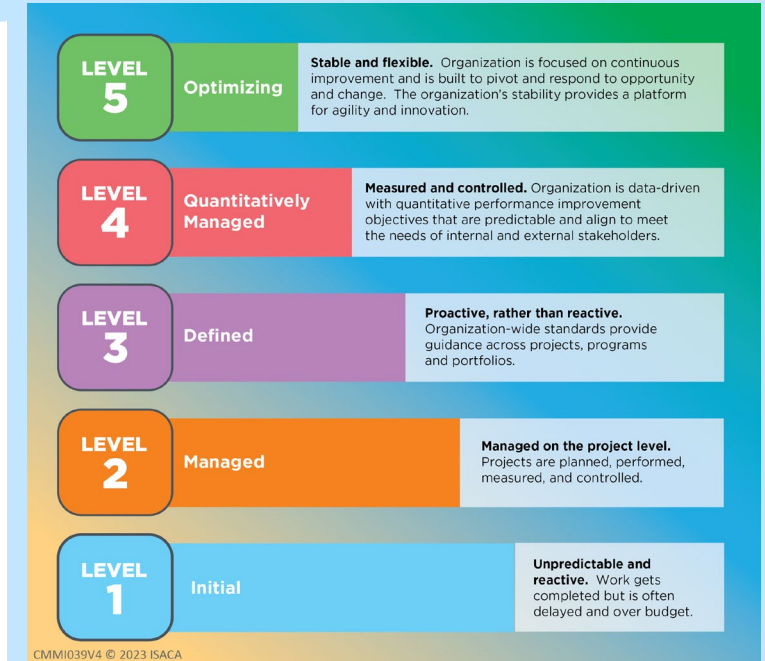 LEVEL
5
Optimizing
Stable and flexible. Organization is focused on continuous
improvement and is built to pivot and respond to opportunity
and change. The organization's stability provides a platform
for agility and innovation.
LEVEL
4
Quantitatively
Managed
Measured and controlled. Organization is data-driven
with quantitative performance improvement
objectives that are predictable and align to meet
the needs of internal and external stakeholders.
LEVEL
3
Defined
Proactive, rather than reactive.
Organization-wide standards provide
guidance across projects, programs
and portfolios.
LEVEL
2
Managed
Managed on the project level.
Projects are planned, performed,
measured, and controlled.
LEVEL
1
Initial
Unpredictable and
reactive. Work gets
completed but is often
delayed and over budget.
CMMI039V4 © 2023 ISACA